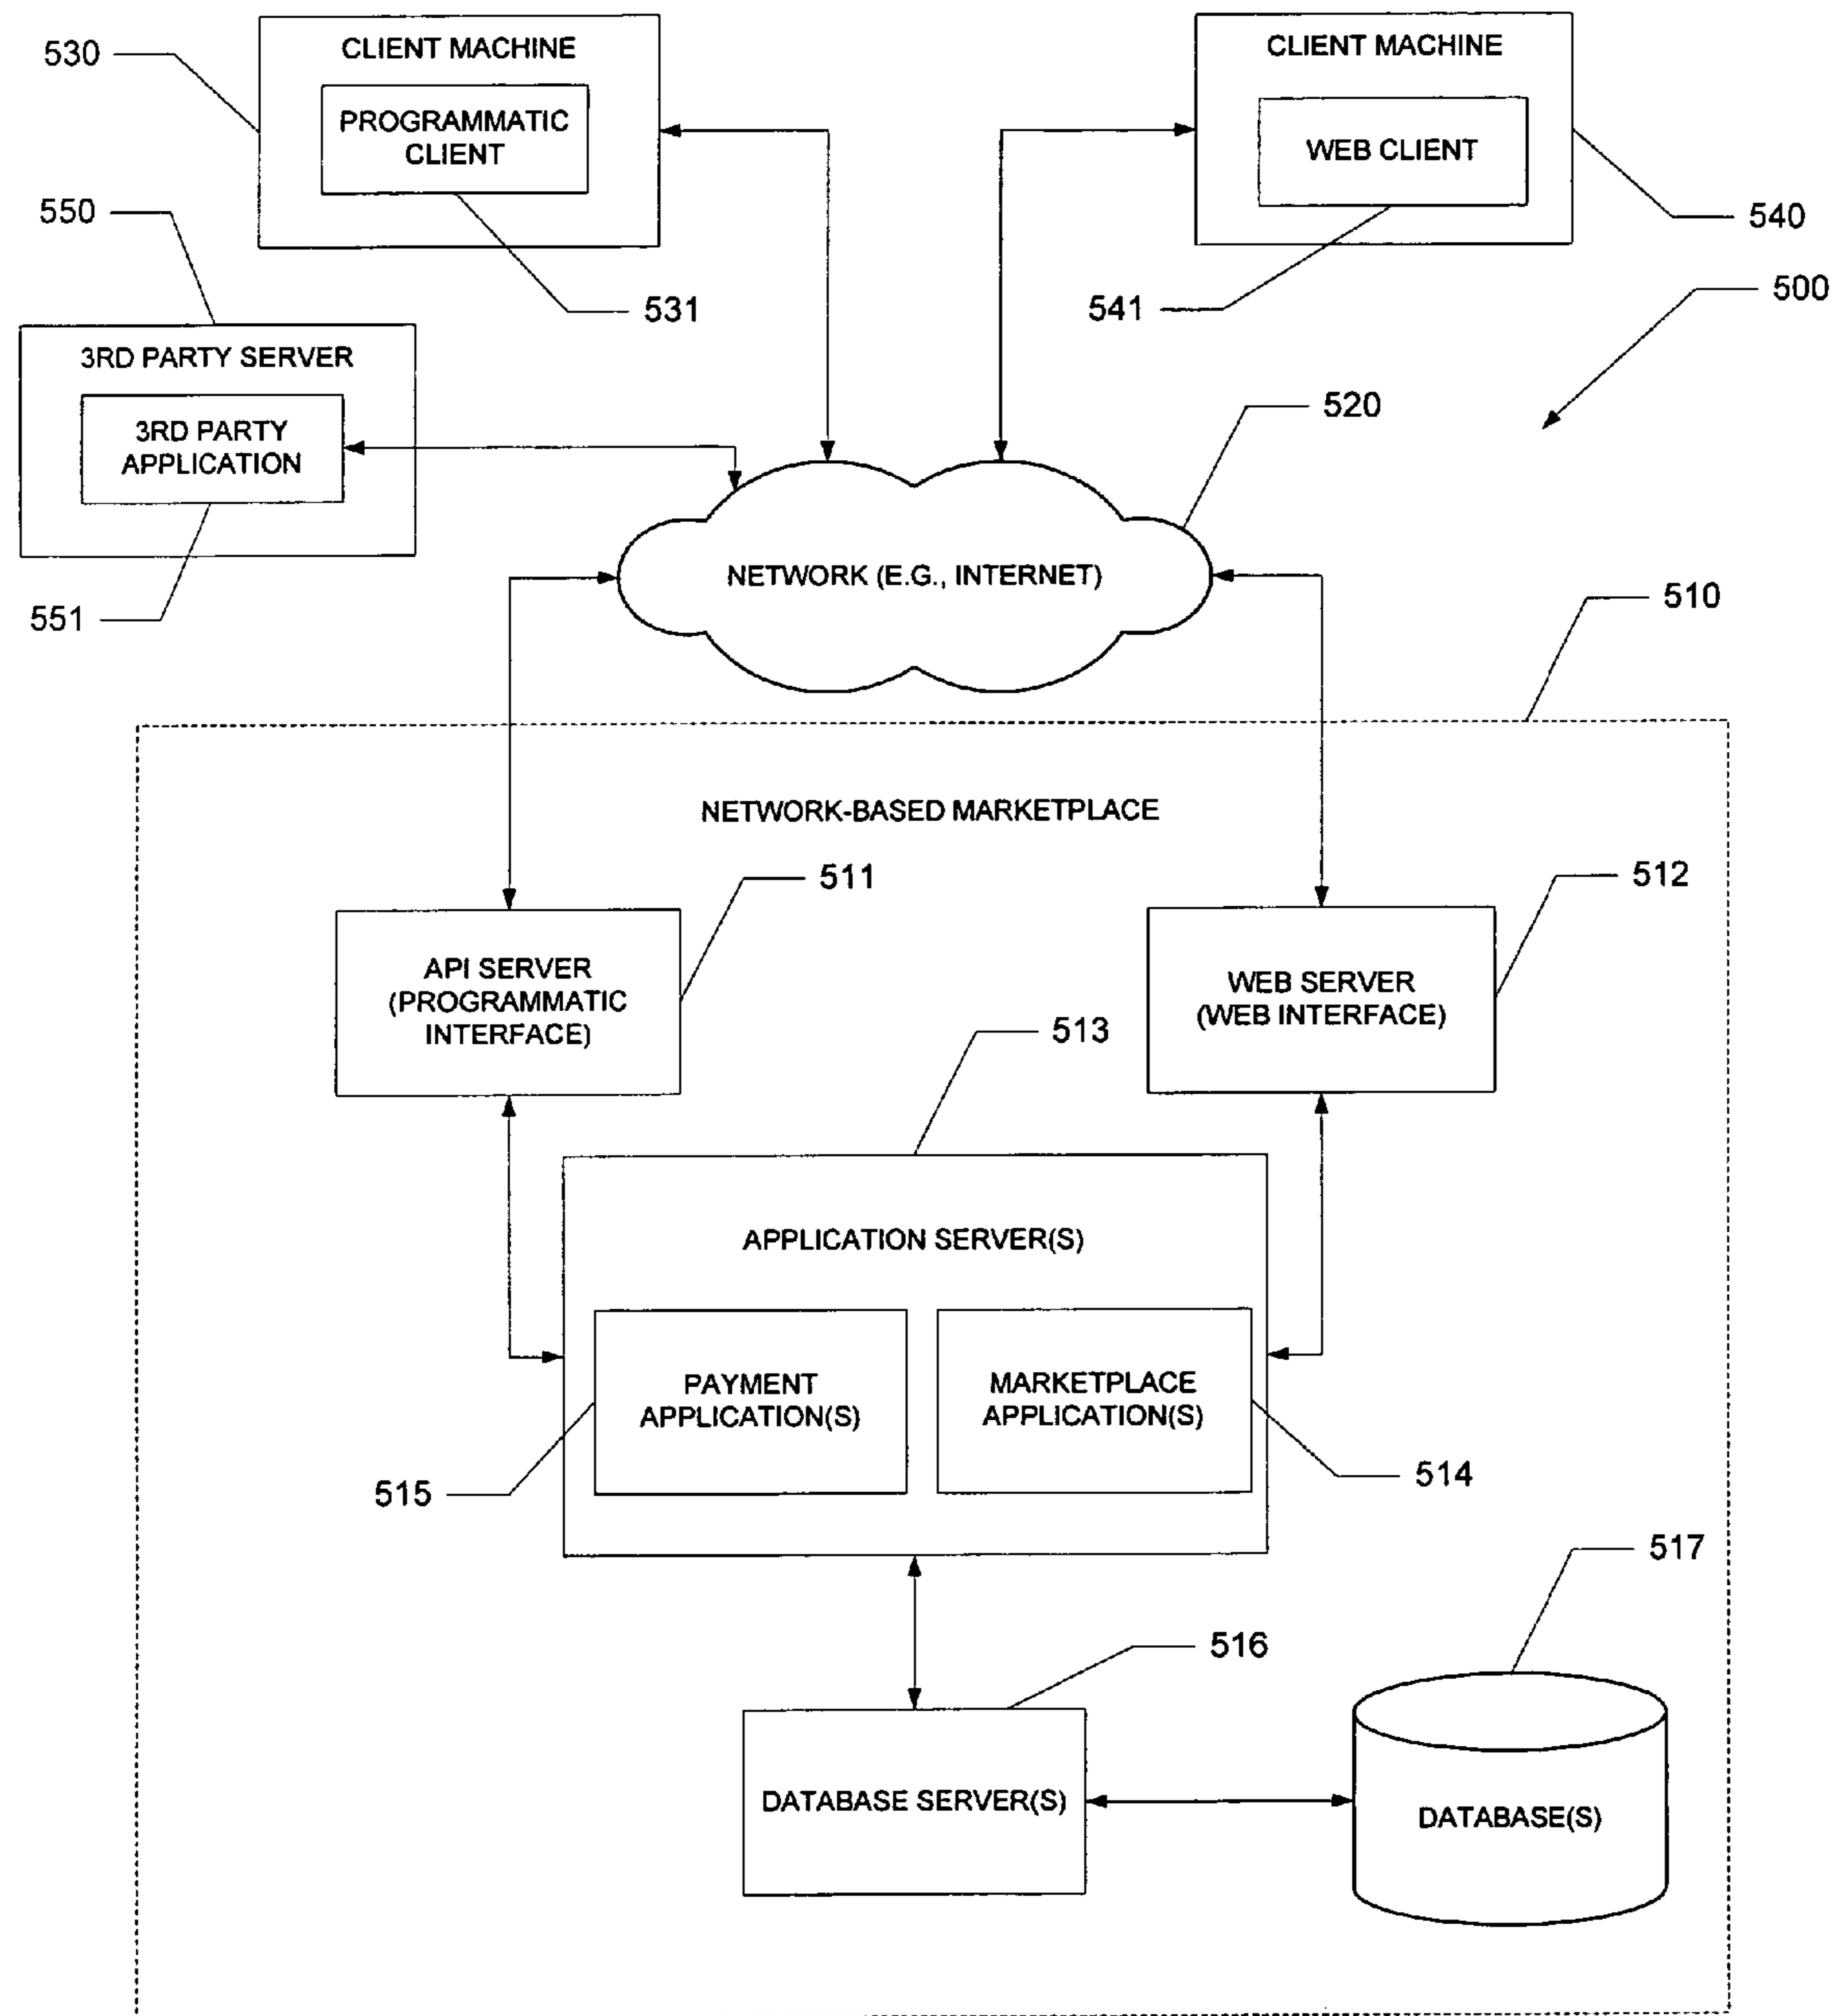 530
CLIENT MACHINE
PROGRAMMATIC
CLIENT
531
CLIENT MACHINE
WEB CLIENT
540
541
500
550
3RD PARTY SERVER
3RD PARTY
APPLICATION
551
520
NETWORK (E.G., INTERNET)
510
NETWORK-BASED MARKETPLACE
511
API SERVER
(PROGRAMMATIC
INTERFACE)
512
WEB SERVER
(WEB INTERFACE)
513
APPLICATION SERVER(S)
PAYMENT
APPLICATION(S)
515
MARKETPLACE
APPLICATION(S)
514
516
DATABASE SERVER(S)
517
DATABASE(S)